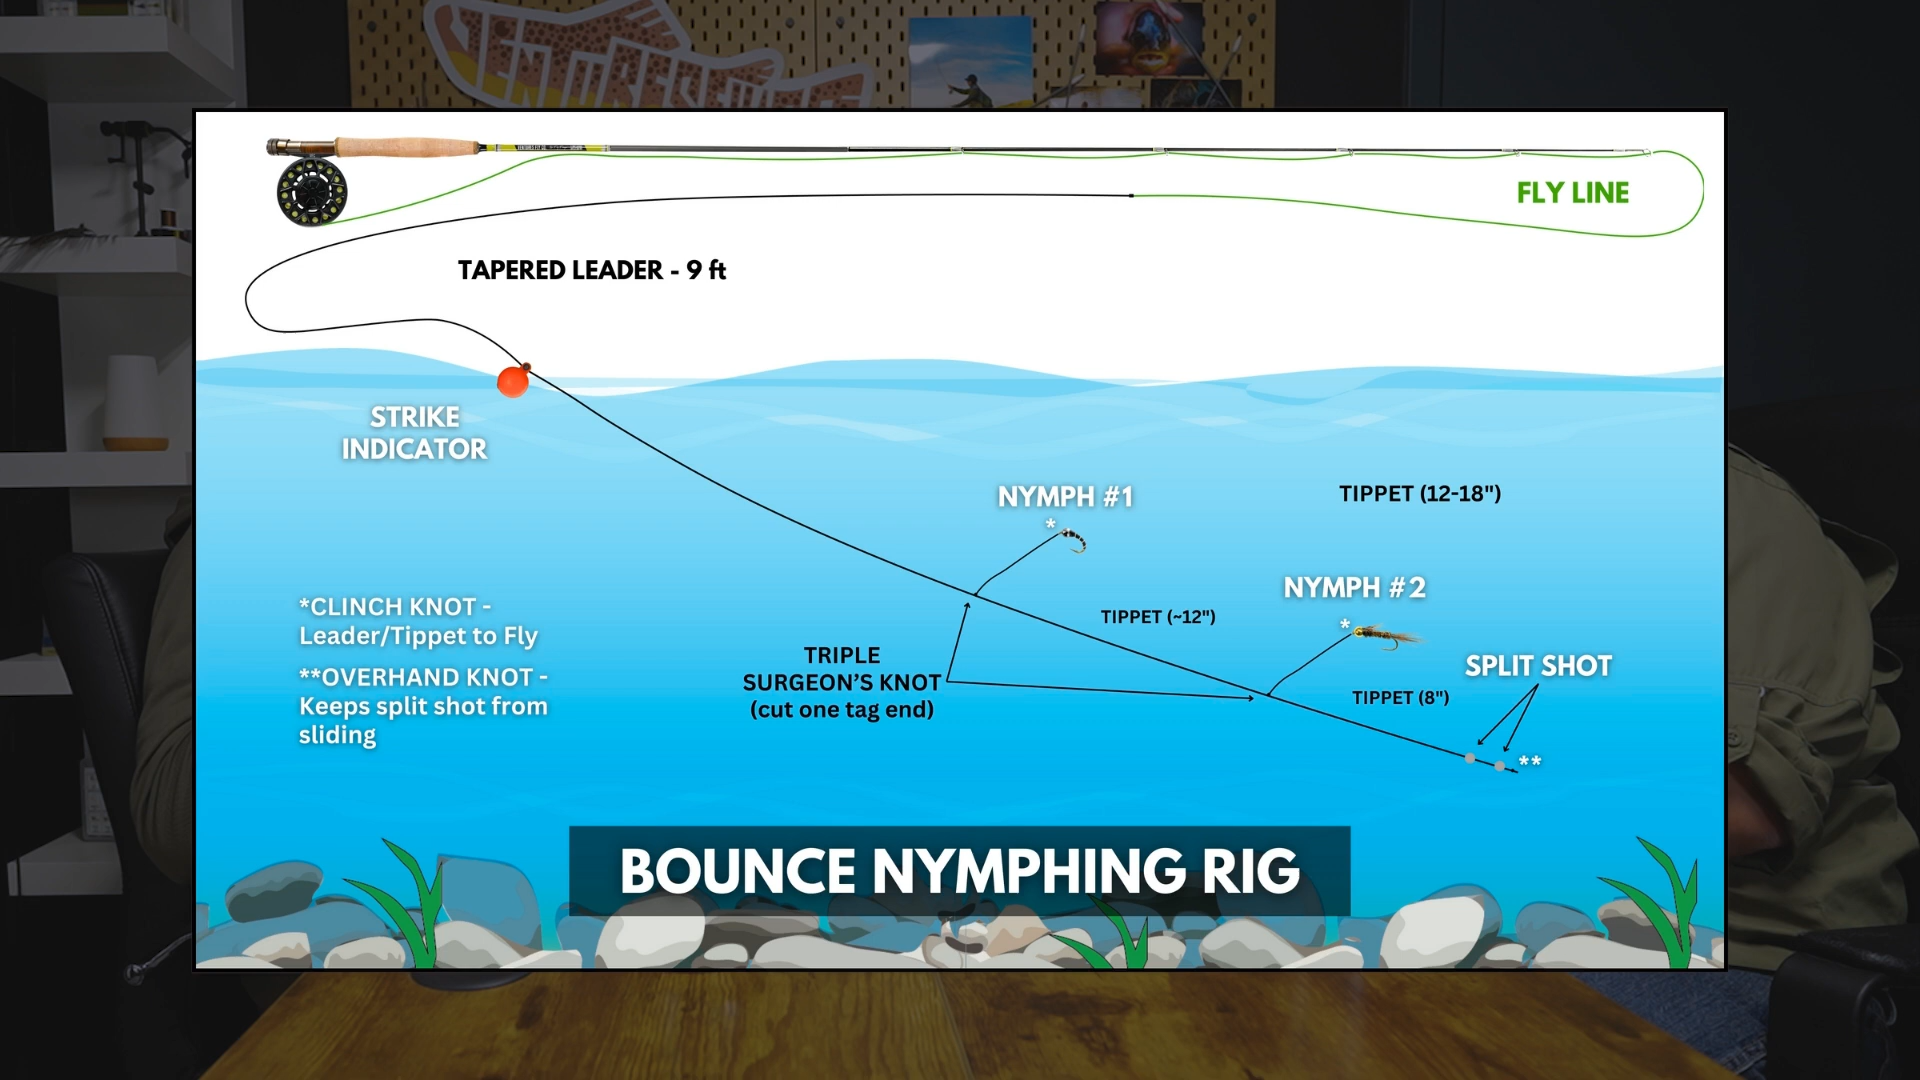 FLY LINE
TAPERED LEADER - 9 ft
STRIKE
INDICATOR
NYMPH #1
*
TIPPET (12-18")
NYMPH #2
*
TIPPET (~12")
*CLINCH KNOT -
Leader/Tippet to Fly
**OVERHAND KNOT -
Keeps split shot from
sliding
TRIPLE
SURGEON'S KNOT
(cut one tag end)
SPLIT SHOT
TIPPET (8")
**
BOUNCE NYMPHING RIG